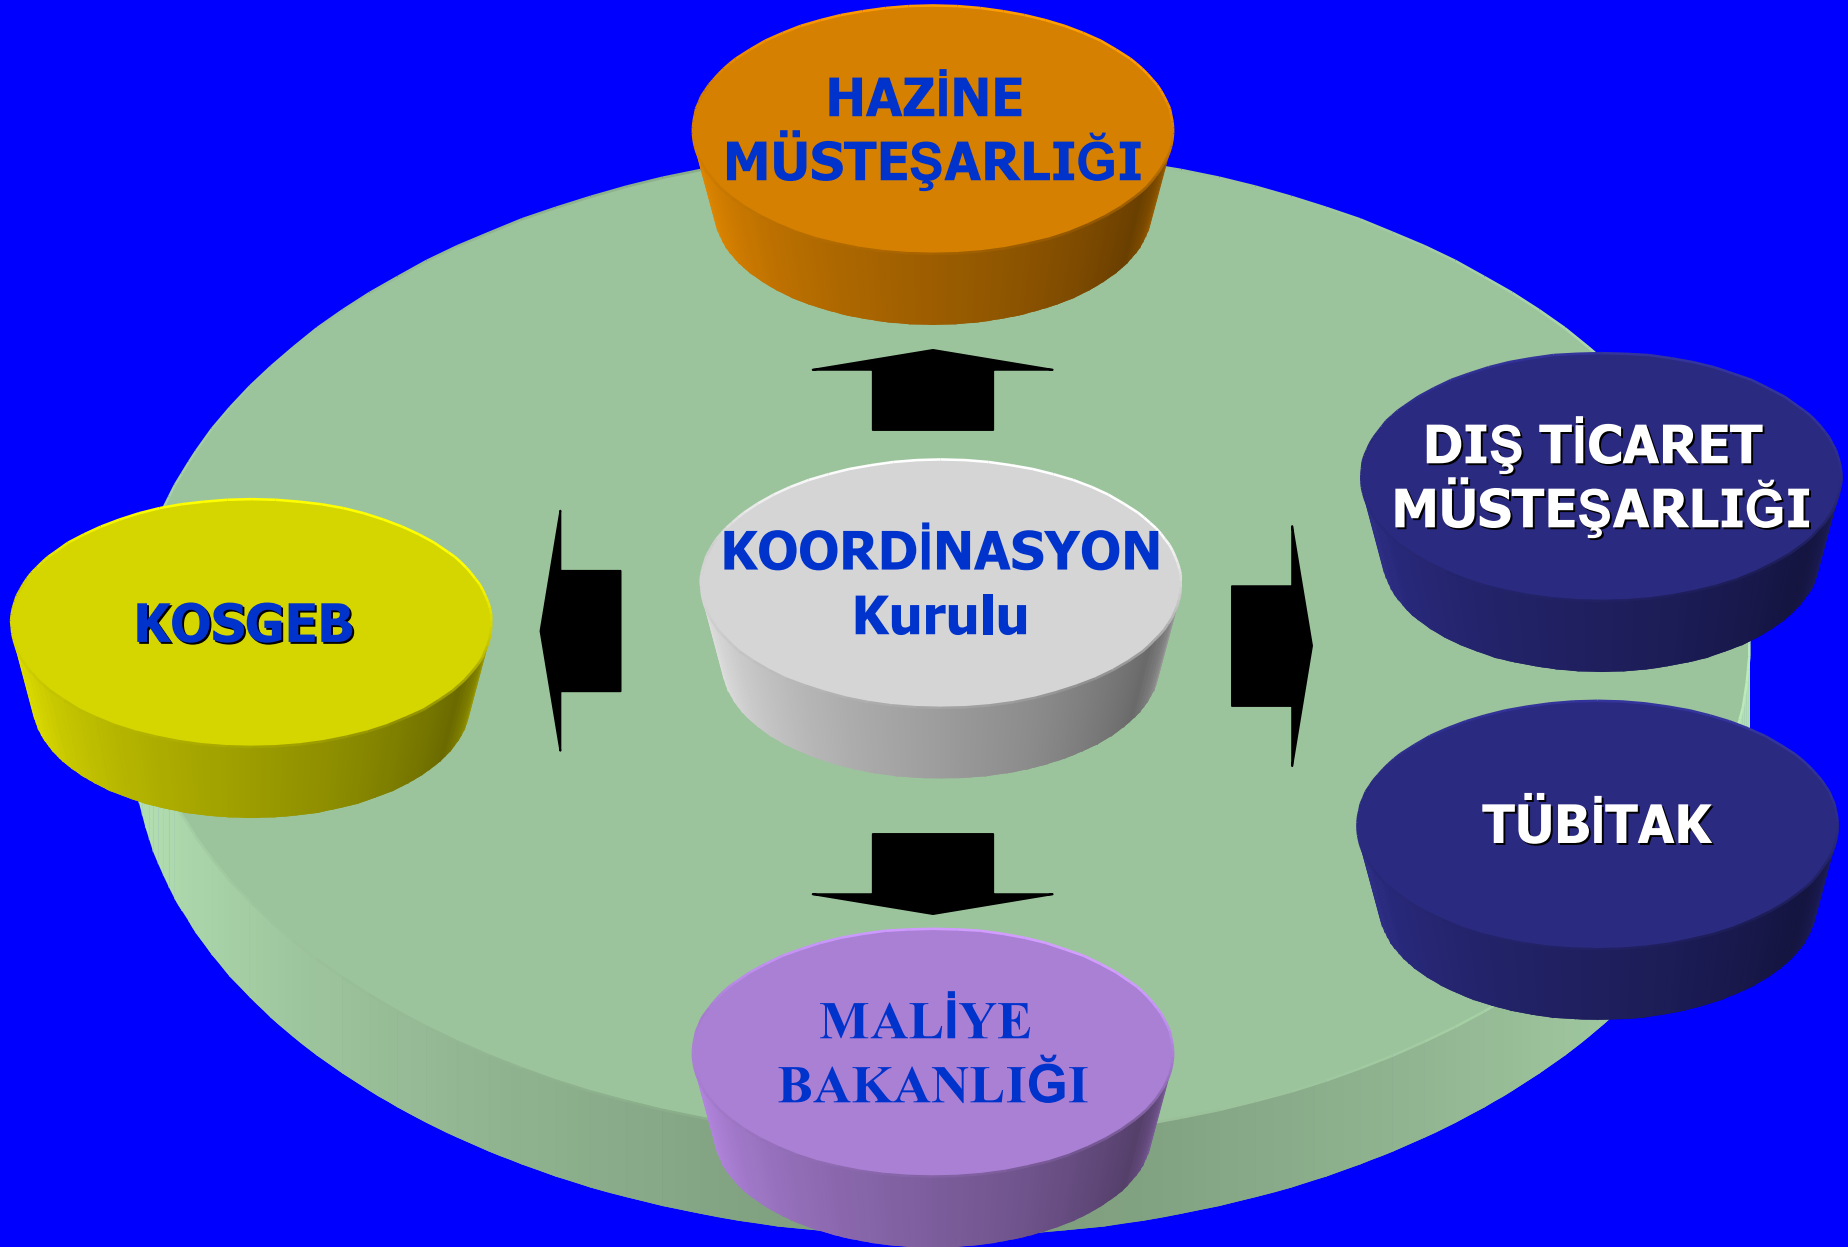 HAZİNE
MÜSTEŞARLIĞI
DIŞ TİCARET
MÜSTEŞARLIĞI
KOORDİNASYON
Kurulu
KOSGEB
TÜBİTAK
MALİYE
BAKANLIĞI